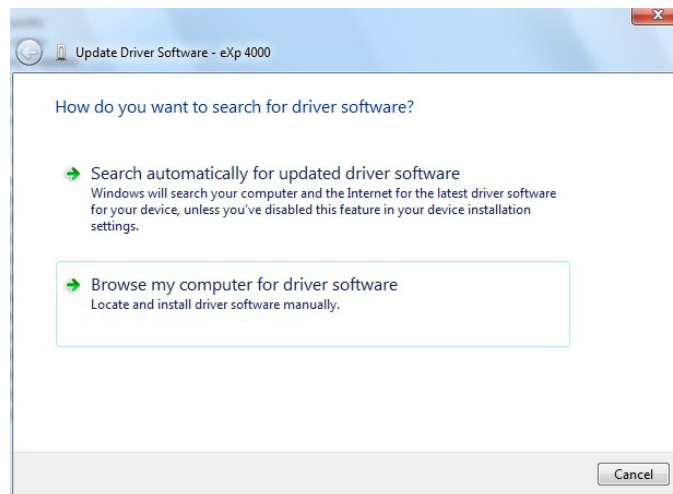 Update Driver Software - eXp 4000
How do you want to search for driver software?
Search automatically for updated driver software
Windows will search your computer and the Internet for the latest driver software
for your device, unless you've disabled this feature in your device installation
settings.
Browse my computer for driver software
Locate and install driver software manually.
Cancel